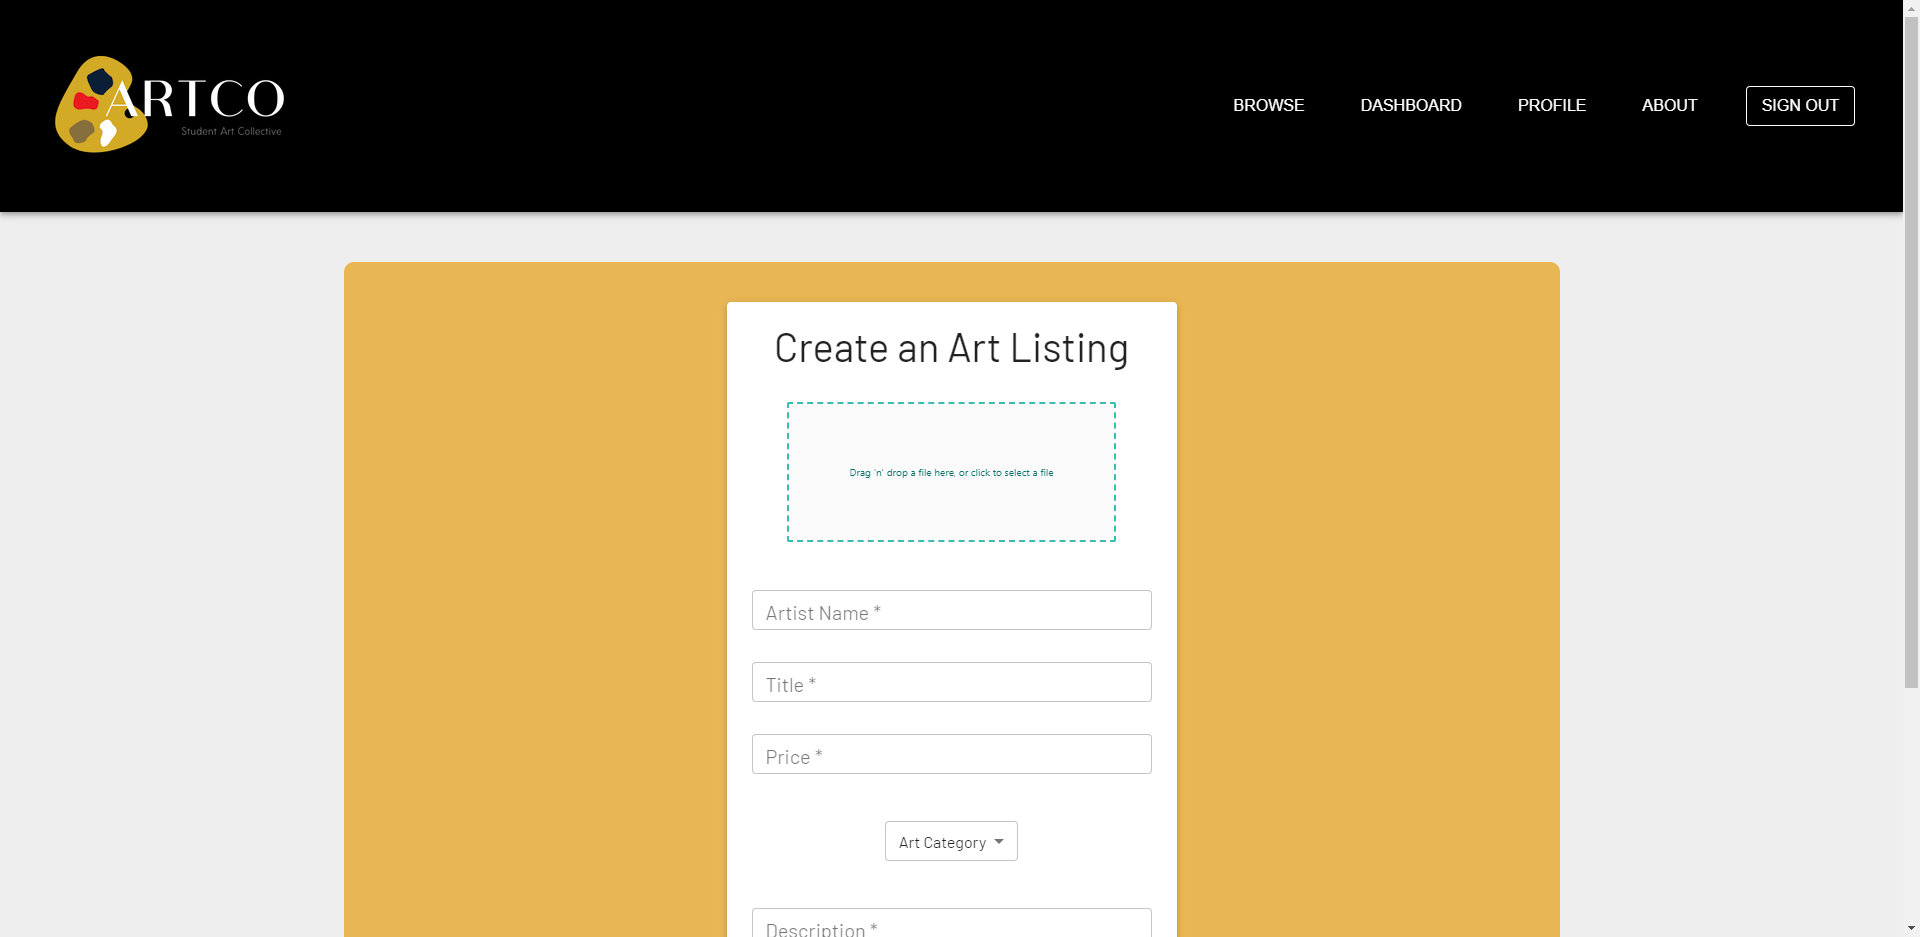 ARTCO
Student Art Collective
BROWSE
DASHBOARD
PROFILE
ABOUT
SIGN OUT
Create an Art Listing
Drag 'n' drop a file here, or click to select a file
Artist Name *
Title *
Price *
Art Category
Description *